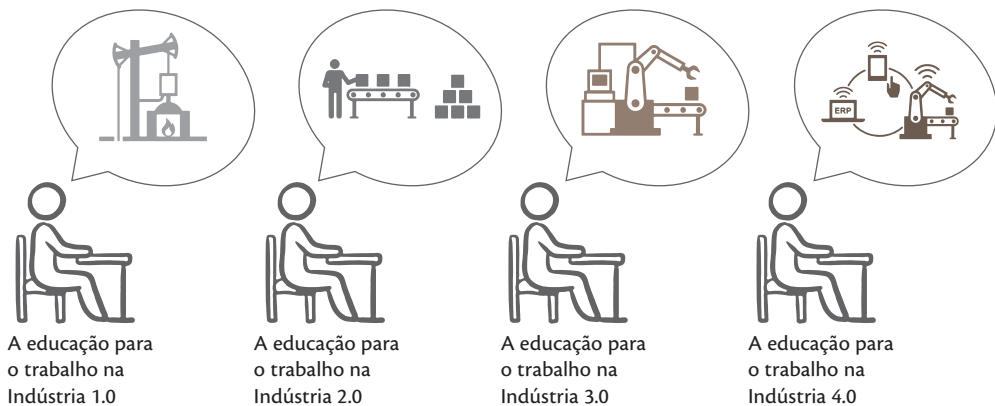 ERP
A educação para
o trabalho na
Indústria 1.0
A educação para
o trabalho na
Indústria 2.0
A educação para
o trabalho na
Indústria 3.0
A educação para
o trabalho na
Indústria 4.0